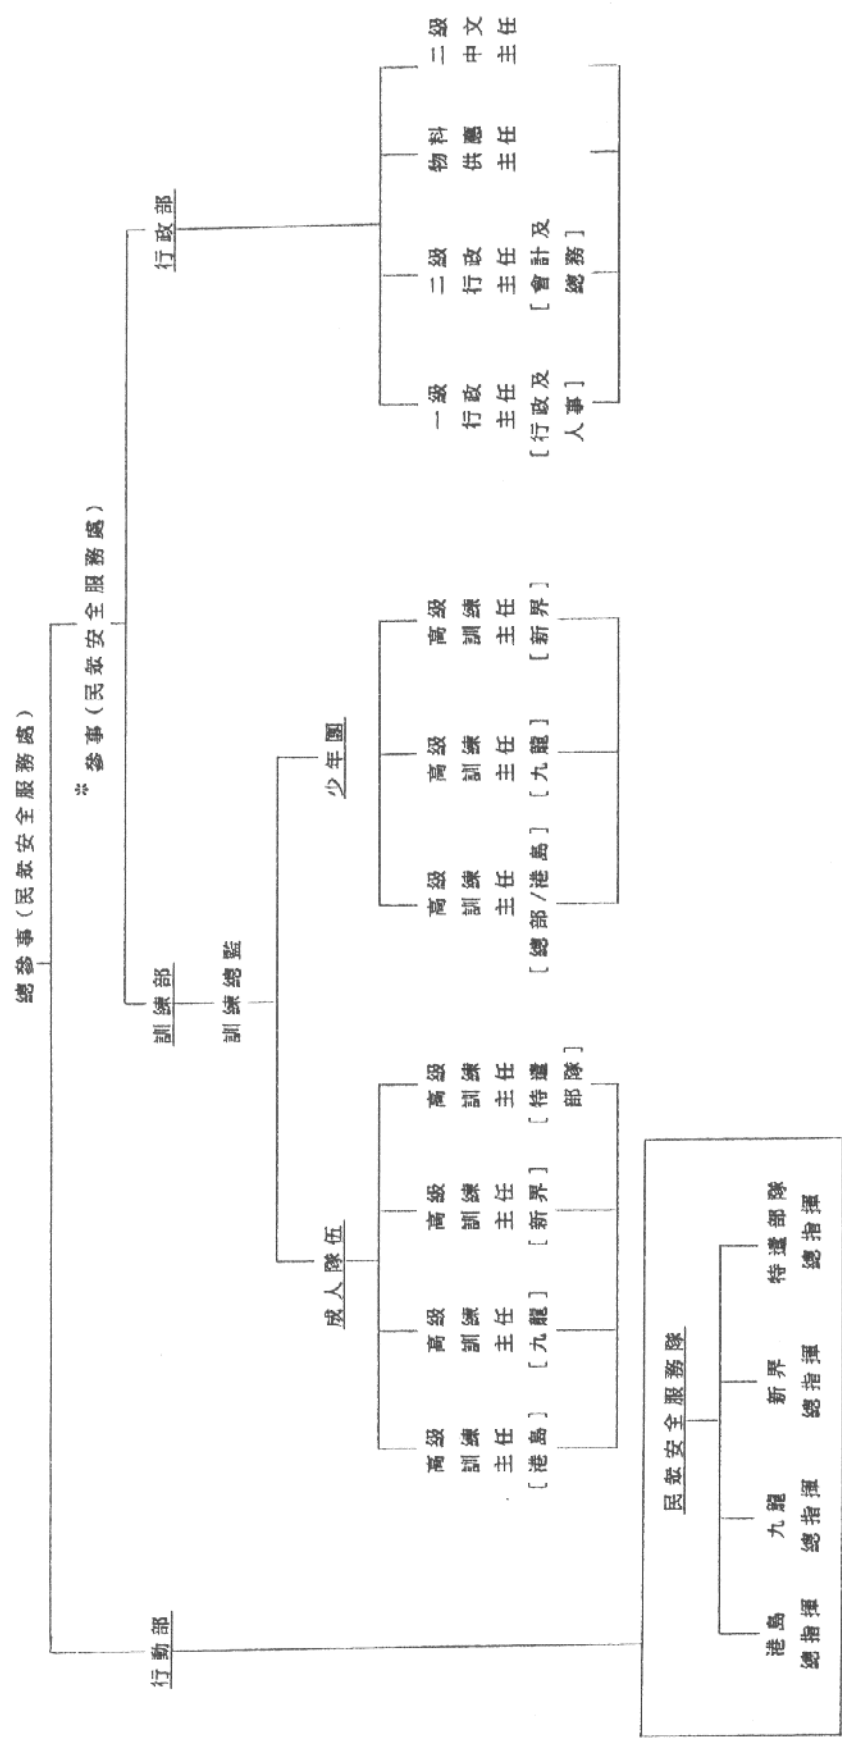 總參事(民眾安全服務處)
*
參事(民眾安全服務處)
行動部
訓練部
行政部
訓練總監
成人隊伍
少年團
高級
訓練
主任
[港島]
高級
訓練
主任
[九龍]
高級
訓練
主任
[新界]
高級
訓練
主任
[特遣
部隊]
高級
訓練
主任
[總部/港島]
高級
訓練
主任
[九龍]
高級
訓練
主任
[新界]
一級
行政
主任
[行政及
人事]
二級
行政
主任
[會計及
總務]
物料
供應
主任
二級
中文
主任
民眾安全服務隊
港島
總指揮
九龍
總指揮
新界
總指揮
特遣部隊
總指揮